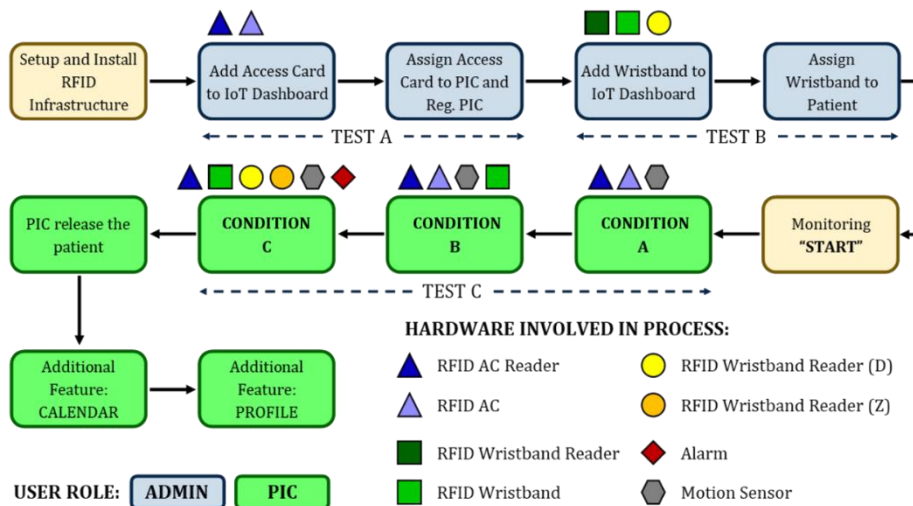 Setup and Install
RFID
Infrastructure
Add Access Card
to IoT Dashboard
Assign Access
Card to PIC and
Reg. PIC
Add Wristband to
IoT Dashboard
Assign
Wristband to
Patient
TEST A
TEST B
PIC release the
patient
CONDITION
C
CONDITION
B
CONDITION
A
Monitoring
“START”
TEST C
Additional
Feature:
CALENDAR
Additional
Feature:
PROFILE
HARDWARE INVOLVED IN PROCESS:
RFID AC Reader
RFID Wristband Reader (D)
RFID AC
RFID Wristband Reader (Z)
RFID Wristband Reader
Alarm
RFID Wristband
Motion Sensor
USER ROLE:
ADMIN
PIC